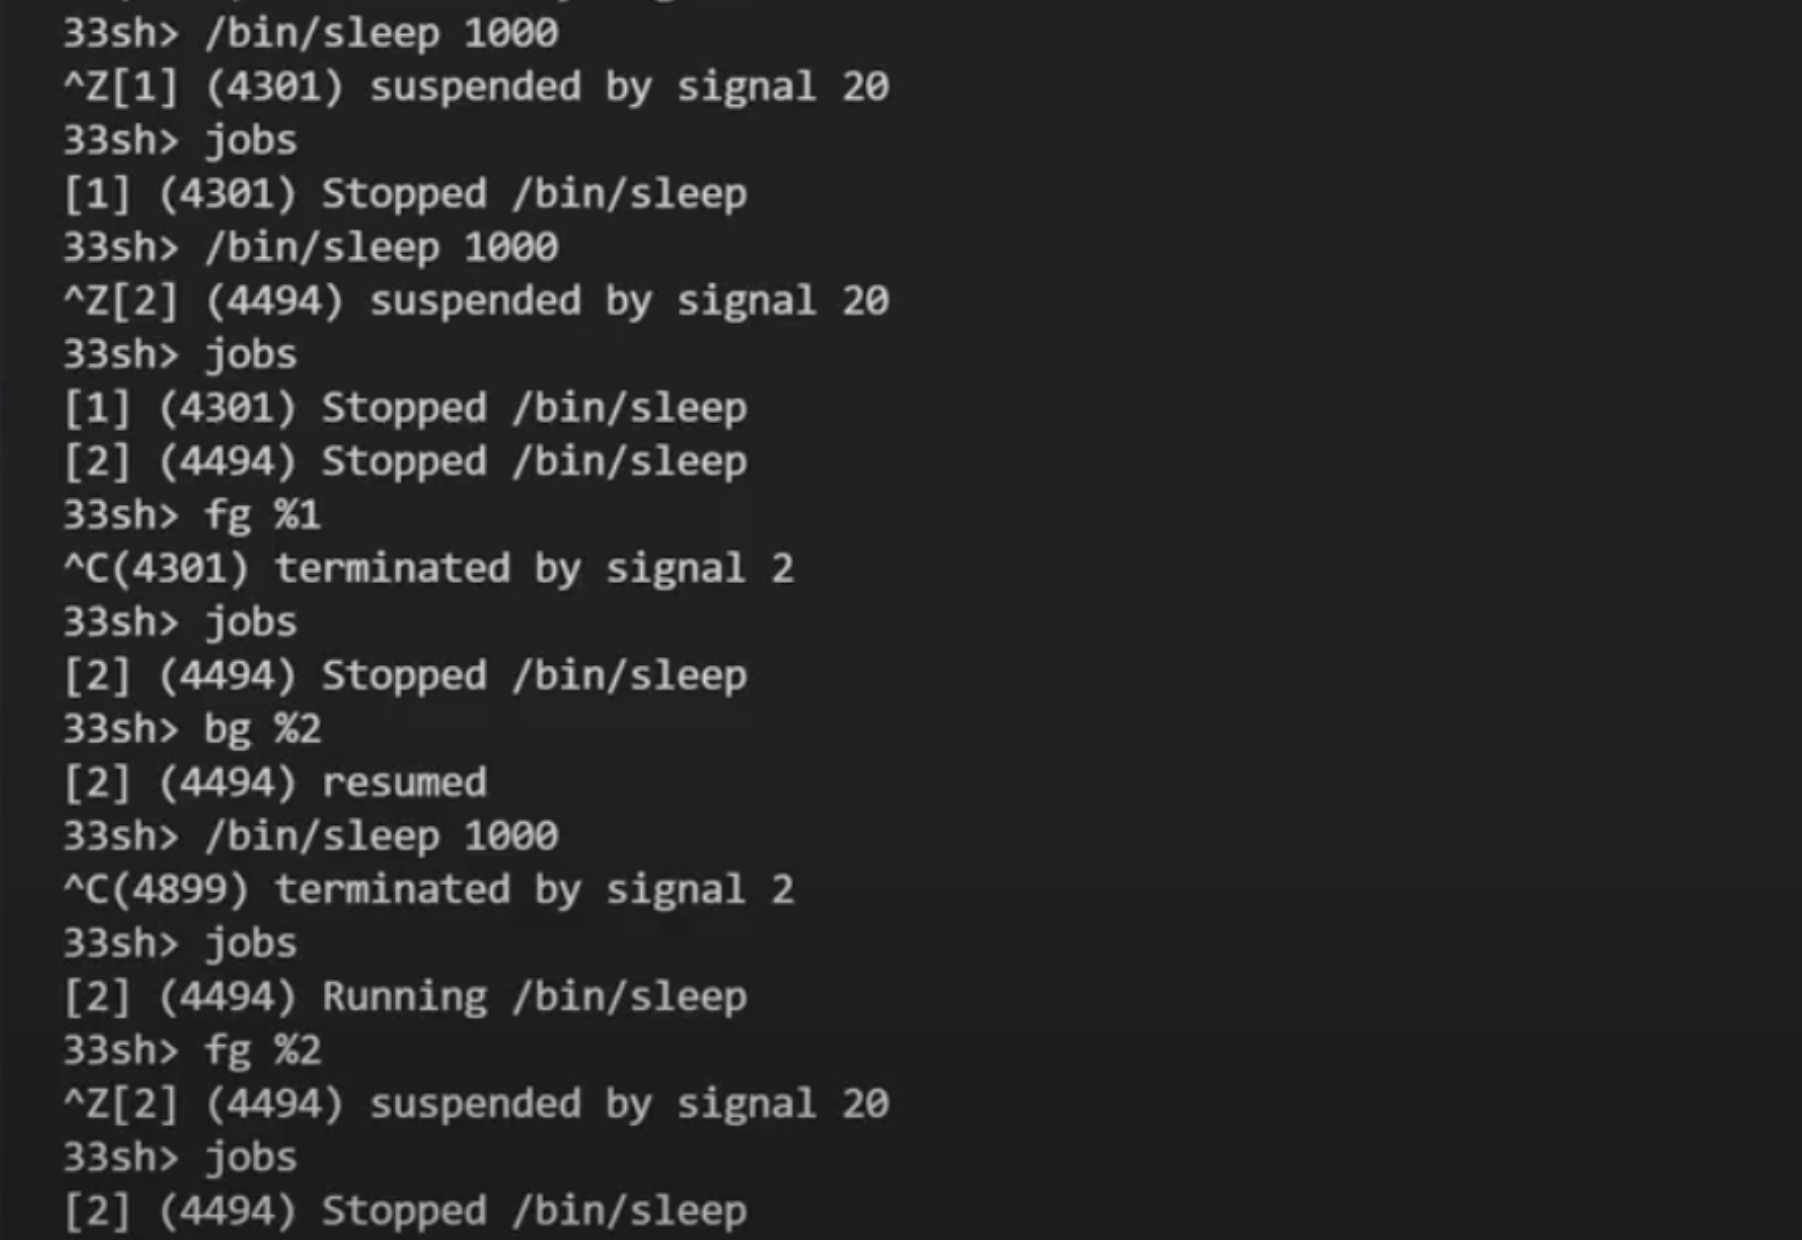 33sh> /bin/sleep 1000
^Z[1] (4301) suspended by signal 20
33sh> jobs
[1] (4301) Stopped /bin/sleep
33sh> /bin/sleep 1000
^Z[2] (4494) suspended by signal 20
33sh> jobs
[1] (4301) Stopped /bin/sleep
[2] (4494) Stopped /bin/sleep
33sh> fg %1
^C(4301) terminated by signal 2
33sh> jobs
[2] (4494) Stopped /bin/sleep
33sh> bg %2
[2] (4494) resumed
33sh> /bin/sleep 1000
^C(4899) terminated by signal 2
33sh> jobs
[2] (4494) Running /bin/sleep
33sh> fg %2
^Z[2] (4494) suspended by signal 20
33sh> jobs
[2] (4494) Stopped /bin/sleep